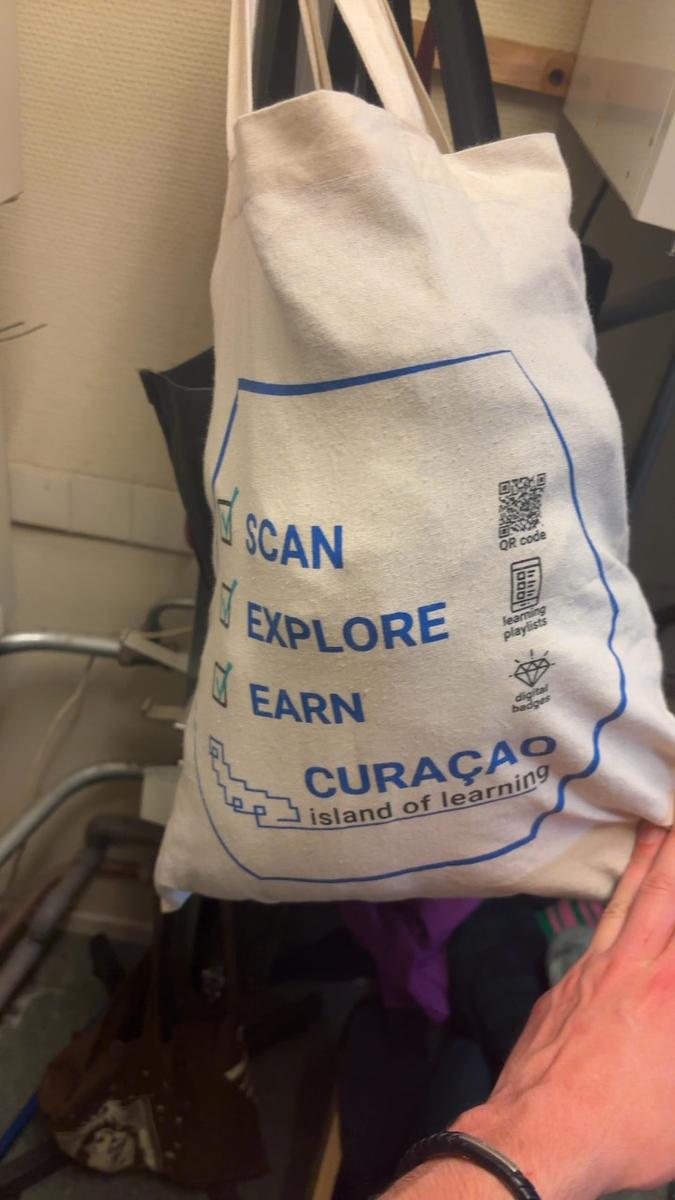 SCAN
QR code
EXPLORE
learning
playlists
EARN
digital
badges
CURAÇAO
island of learning